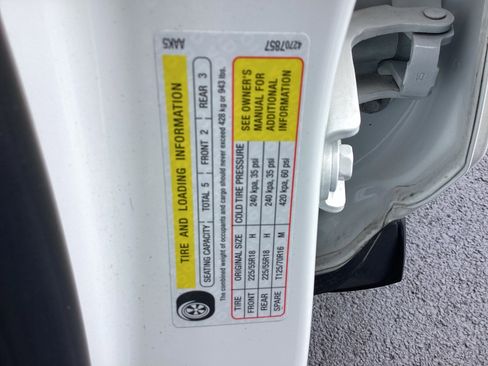 AAK5
42707857
TIRE AND LOADING INFORMATION
SEATING CAPACITY TOTAL 5 FRONT 2 REAR 3
The combined weight of occupants and cargo should never exceed 428 kg or 943 lbs.
TIRE ORIGINAL SIZE COLD TIRE PRESSURE
FRONT 225/55R18 H 240 kpa, 35 psi
REAR 225/55R18 H 240 kpa, 35 psi
SPARE T125/70R16 M 420 kpa, 60 psi
SEE OWNER'S
MANUAL FOR
ADDITIONAL
INFORMATION